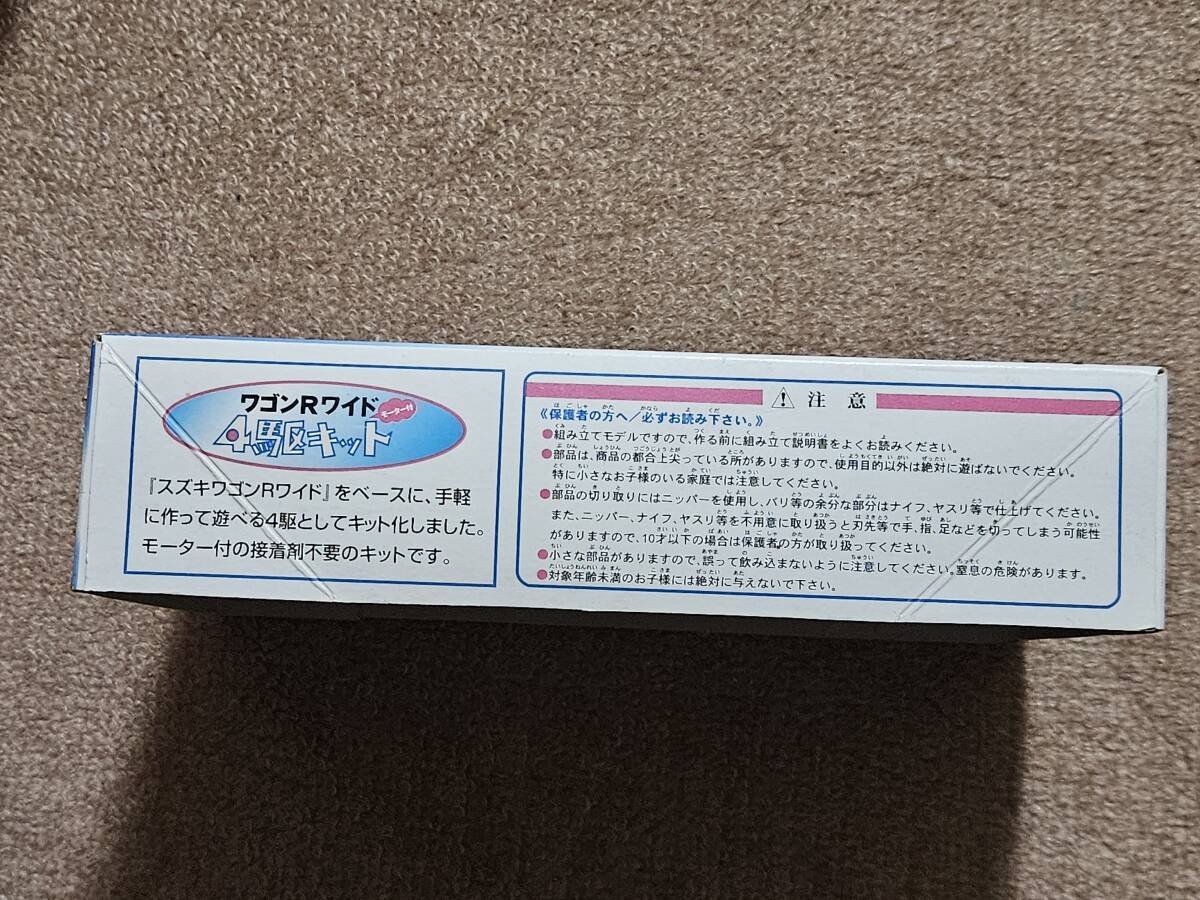 ワゴンRワイド
モーター付
4駆キット
『スズキワゴンRワイド』をベースに、手軽
に作って遊べる4駆としてキット化しました。
モーター付の接着剤不要のキットです。
注意
《保護者の方へ/必ずお読み下さい。》
●組み立てモデルですので、作る前に組み立て説明書をよくお読みください。
●部品は、商品の都合上尖っている所がありますので、使用目的以外は絶対に遊ばないでください。
特に小さなお子様のいる家庭では注意してください。
●部品の切り取りにはニッパーを使用し、バリ等の余分な部分はナイフ、ヤスリ等で仕上げてください。
また、ニッパー、ナイフ、ヤスリ等を不用意に取り扱うと刃先等で手、指、足などを切ってしまう可能性
がありますので、10才以下の場合は保護者の方が取り扱ってください。
●小さな部品がありますので、誤って飲み込まないように注意してください。窒息の危険があります。
●対象年齢未満のお子様には絶対に与えないで下さい。